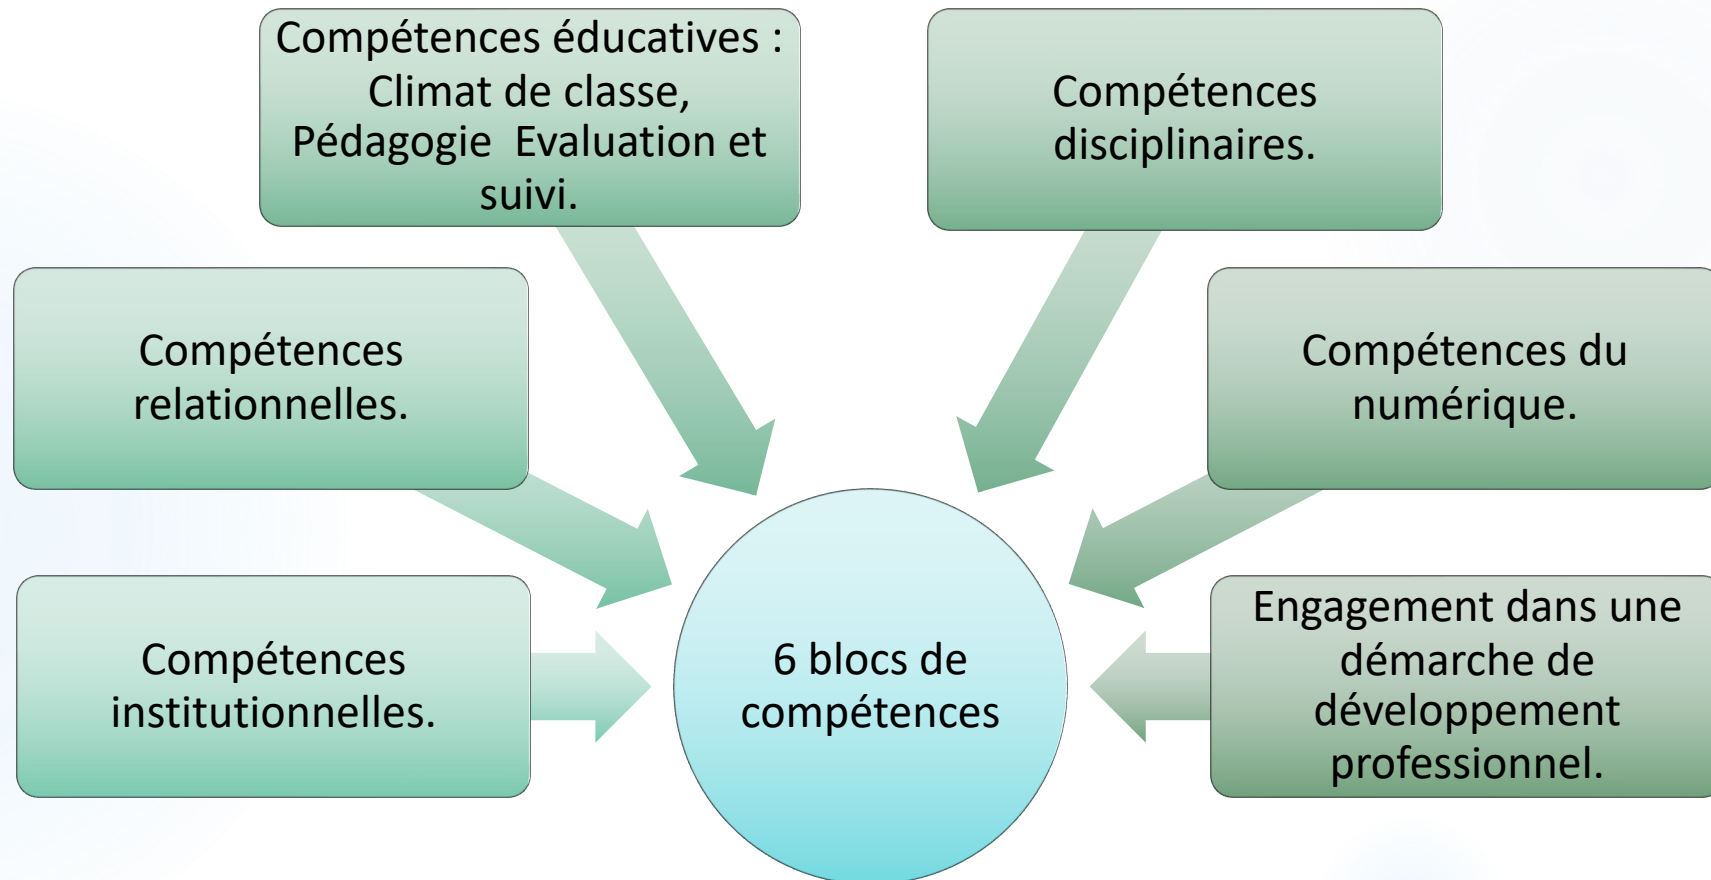 Compétences éducatives :
Climat de classe,
Pédagogie  Evaluation et
suivi.
Compétences
disciplinaires.
Compétences
relationnelles.
Compétences du
numérique.
Compétences
institutionnelles.
6 blocs de
compétences
Engagement dans une
démarche de
développement
professionnel.